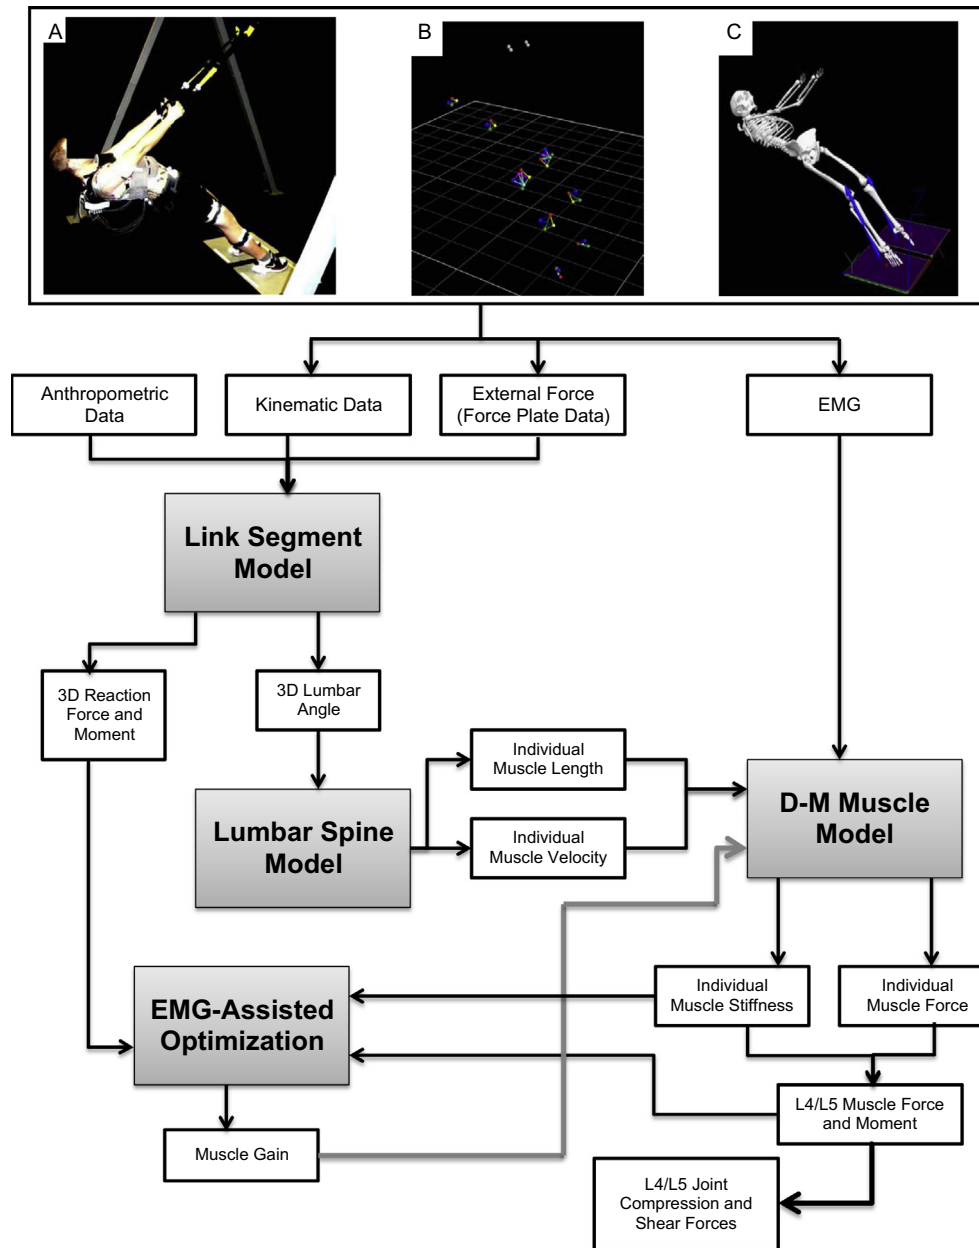 A
B
C
Anthropometric
Data
Kinematic Data
External Force
(Force Plate Data)
EMG
Link Segment
Model
3D Reaction
Force and
Moment
3D Lumbar
Angle
Individual
Muscle Length
Lumbar Spine
Model
Individual
Muscle Velocity
D-M Muscle
Model
EMG-Assisted
Optimization
Individual
Muscle Stiffness
Individual
Muscle Force
Muscle Gain
L4/L5 Muscle Force
and Moment
L4/L5 Joint
Compression and
Shear Forces